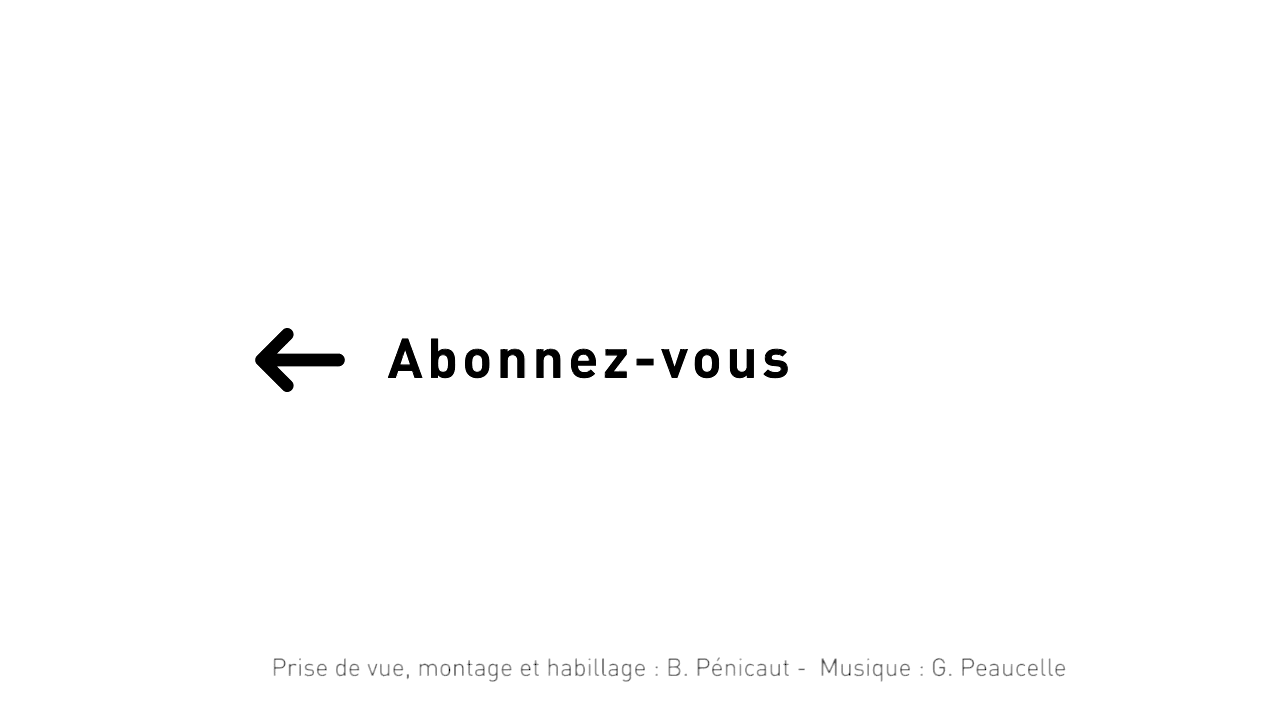 Abonnez-vous
Prise de vue, montage et habillage : B. Pénicaut - Musique : G. Peaucelle